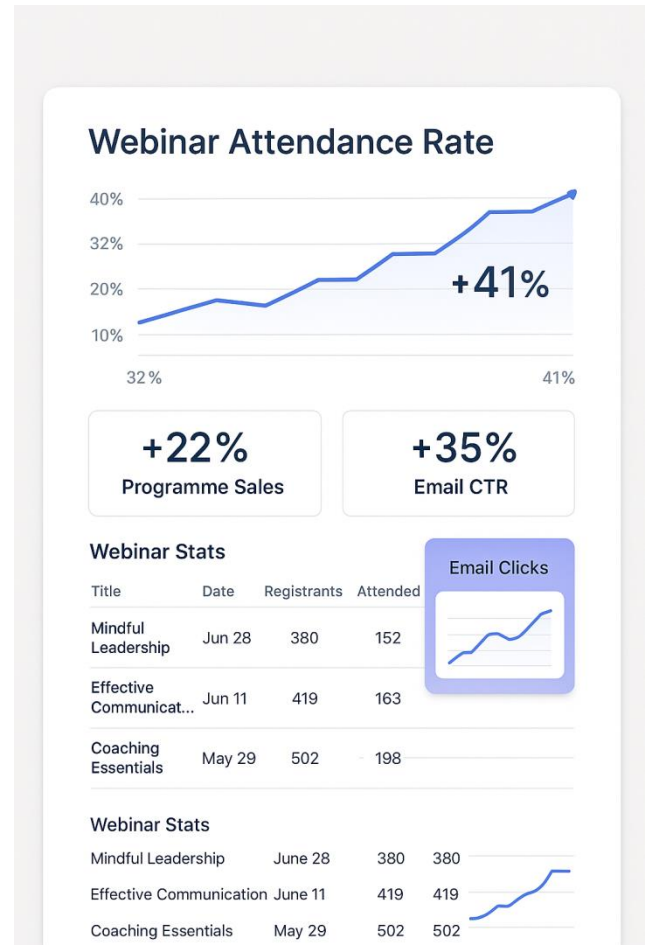 Webinar Attendance Rate
40%
32%
20%
10%
+41%
32% 41%
+22% +35%
Programme Sales Email CTR
Webinar Stats
Email Clicks
Title Date Registrants Attended
Mindful
Leadership Jun 28 380 152
Effective
Communicat... Jun 11 419 163
Coaching
Essentials May 29 502 198
Webinar Stats
Mindful Leadership June 28 380 380
Effective Communication June 11 419 419
Coaching Essentials May 29 502 502